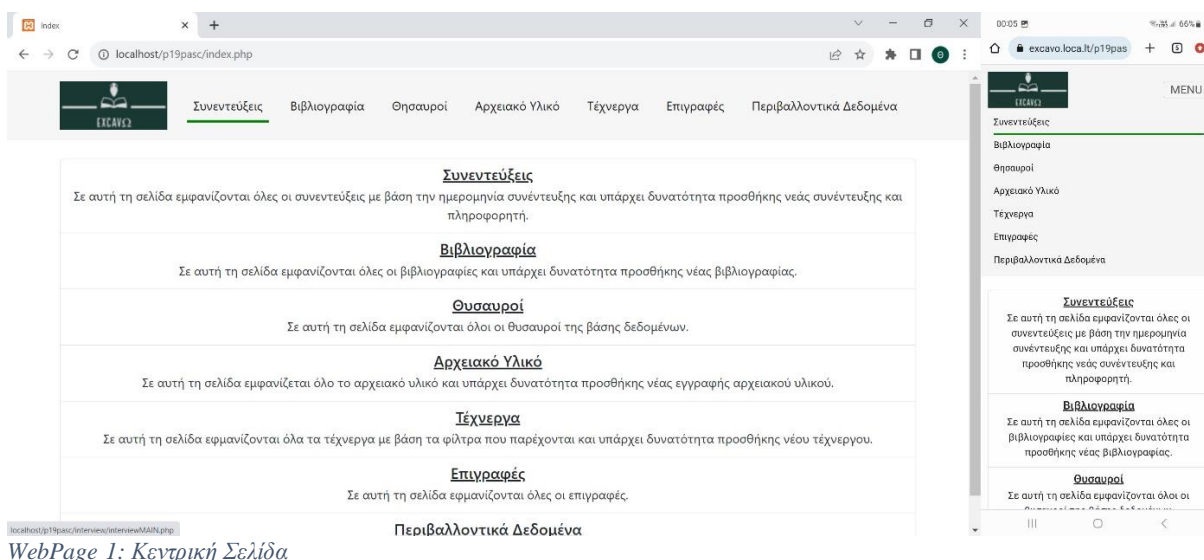 Index
localhost/p19pasc/index.php
EXCAVΩ
Συνεντεύξεις Βιβλιογραφία Θησαυροί Αρχειακό Υλικό Τέχνεργα Επιγραφές Περιβαλλοντικά Δεδομένα
Συνεντεύξεις
Σε αυτή τη σελίδα εμφανίζονται όλες οι συνεντεύξεις με βάση την ημερομηνία συνέντευξης και υπάρχει δυνατότητα προσθήκης νεάς συνέντευξης και
πληροφορητή.
Βιβλιογραφία
Σε αυτή τη σελίδα εμφανίζονται όλες οι βιβλιογραφίες και υπάρχει δυνατότητα προσθήκης νέας βιβλιογραφίας.
Θυσαυροί
Σε αυτή τη σελίδα εμφανίζονται όλοι οι θυσαυροί της βάσης δεδομένων.
Αρχειακό Υλικό
Σε αυτή τη σελίδα εμφανίζεται όλο το αρχειακό υλικό και υπάρχει δυνατότητα προσθήκης νέας εγγραφής αρχειακού υλικού.
Τέχνεργα
Σε αυτή τη σελίδα εφμανίζονται όλα τα τέχνεργα με βάση τα φίλτρα που παρέχονται και υπάρχει δυνατότητα προσθήκης νέου τέχνεργου.
Επιγραφές
Σε αυτή τη σελίδα εφμανίζονται όλες οι επιγραφές.
Περιβαλλοντικά Δεδομένα
localhost/p19pasc/interview/interviewMAIN.php
00:05 66%
excavo.loca.lt/p19pas
EXCAVΩ
MENU
Συνεντεύξεις
Βιβλιογραφία
Θησαυροί
Αρχειακό Υλικό
Τέχνεργα
Επιγραφές
Περιβαλλοντικά Δεδομένα
Συνεντεύξεις
Σε αυτή τη σελίδα εμφανίζονται όλες οι
συνεντεύξεις με βάση την ημερομηνία
συνέντευξης και υπάρχει δυνατότητα
προσθήκης νεάς συνέντευξης και
πληροφορητή.
Βιβλιογραφία
Σε αυτή τη σελίδα εμφανίζονται όλες οι
βιβλιογραφίες και υπάρχει δυνατότητα
προσθήκης νέας βιβλιογραφίας.
Θυσαυροί
Σε αυτή τη σελίδα εμφανίζονται όλοι οι
WebPage 1: Κεντρική Σελίδα